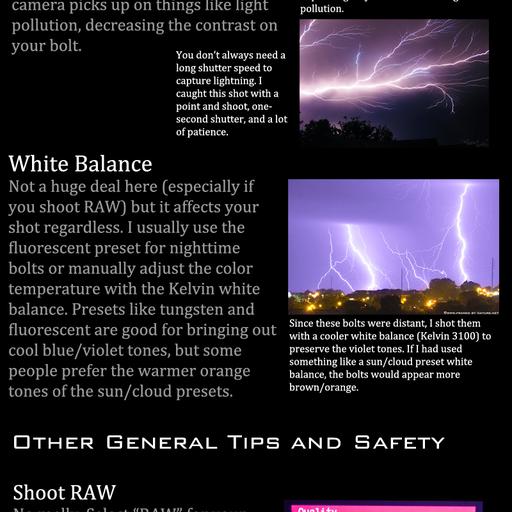 camera picks up on things like light
pollution, decreasing the contrast on
your bolt.
pollution.
You don't always need a
long shutter speed to
capture lightning. I
caught this shot with a
point and shoot, one-
second shutter, and a lot
of patience.
White Balance
Not a huge deal here (especially if
you shoot RAW) but it affects your
shot regardless. I usually use the
fluorescent preset for nighttime
bolts or manually adjust the color
temperature with the Kelvin white
balance. Presets like tungsten and
fluorescent are good for bringing out
cool blue/violet tones, but some
people prefer the warmer orange
tones of the sun/cloud presets.
Since these bolts were distant, I shot them
with a cooler white balance (Kelvin 3100) to
preserve the violet tones. If I had used
something like a sun/cloud preset white
balance, the bolts would appear more
brown/orange.
Other General Tips and Safety
Shoot RAW
Quality